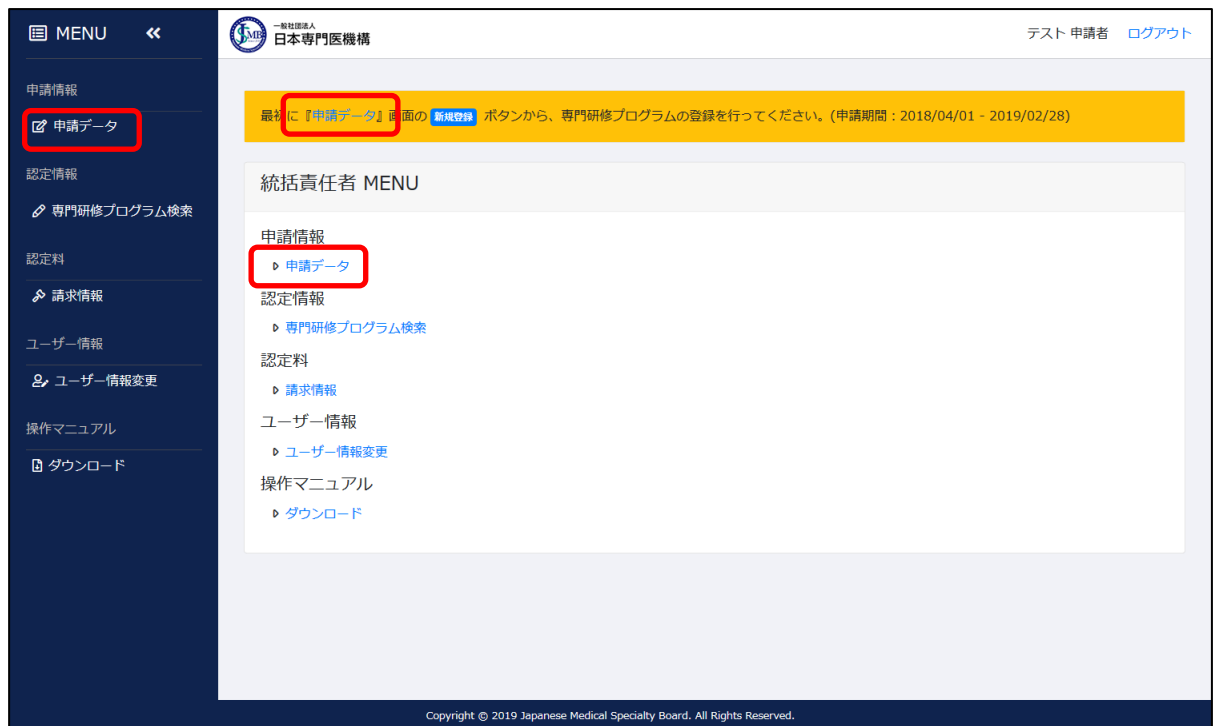 MENU
申請情報
申請データ
認定情報
専門研修プログラム検索
認定料
請求情報
ユーザー情報
ユーザー情報変更
操作マニュアル
ダウンロード
JMSB
一般社団法人
日本専門医機構
テスト 申請者 ログアウト
最初に『申請データ』画面の 新規登録 ボタンから、専門研修プログラムの登録を行ってください。(申請期間：2018/04/01 - 2019/02/28)
統括責任者 MENU
申請情報
申請データ
認定情報
専門研修プログラム検索
認定料
請求情報
ユーザー情報
ユーザー情報変更
操作マニュアル
ダウンロード
Copyright © 2019 Japanese Medical Specialty Board. All Rights Reserved.